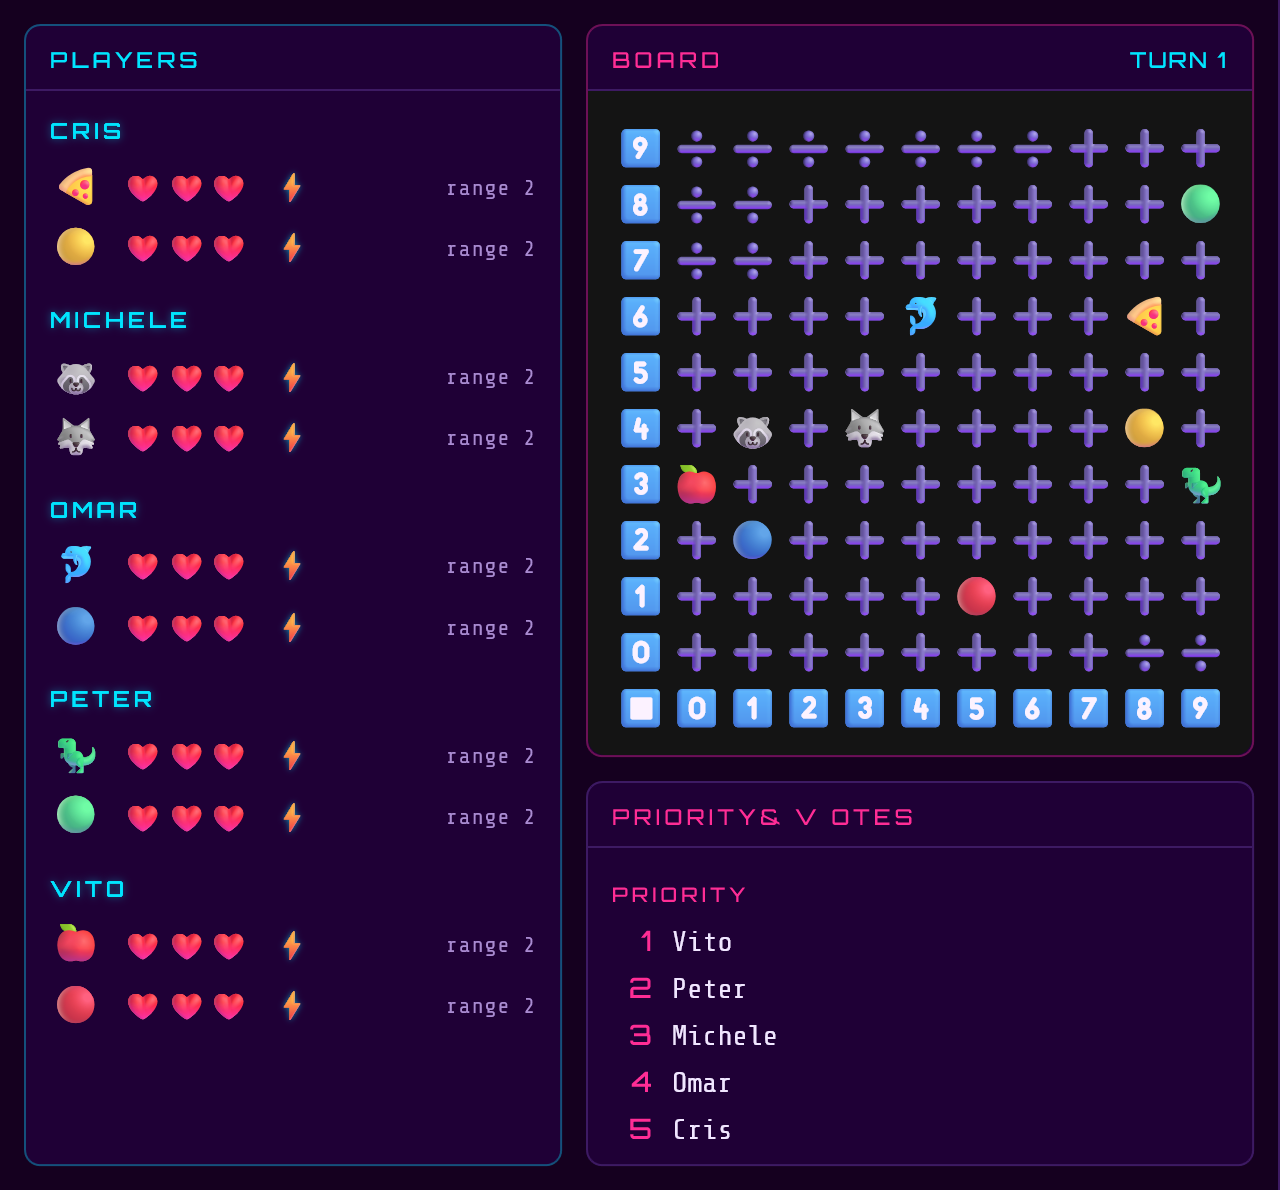 PLAYERS
CRIS
range 2
range 2
MICHELE
range 2
range 2
OMAR
range 2
range 2
PETER
range 2
range 2
VITO
range 2
range 2
BOARD
TURN 1
9
8
7
6
5
4
3
2
1
0
0 1 2 3 4 5 6 7 8 9
PRIORITY& V OTES
PRIORITY
1 Vito
2 Peter
3 Michele
4 Omar
5 Cris